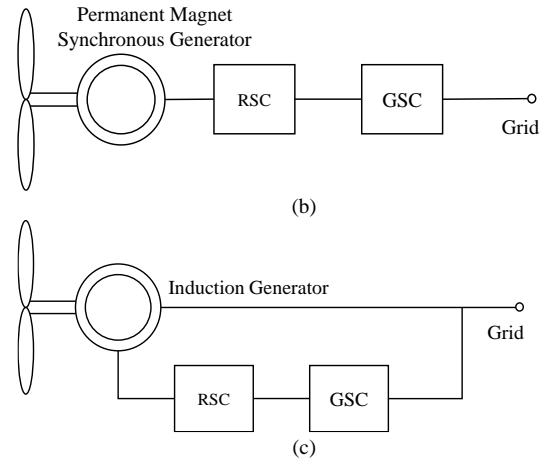 Permanent Magnet
Synchronous Generator
RSC
GSC
Grid
(b)
Induction Generator
Grid
RSC
GSC
(c)